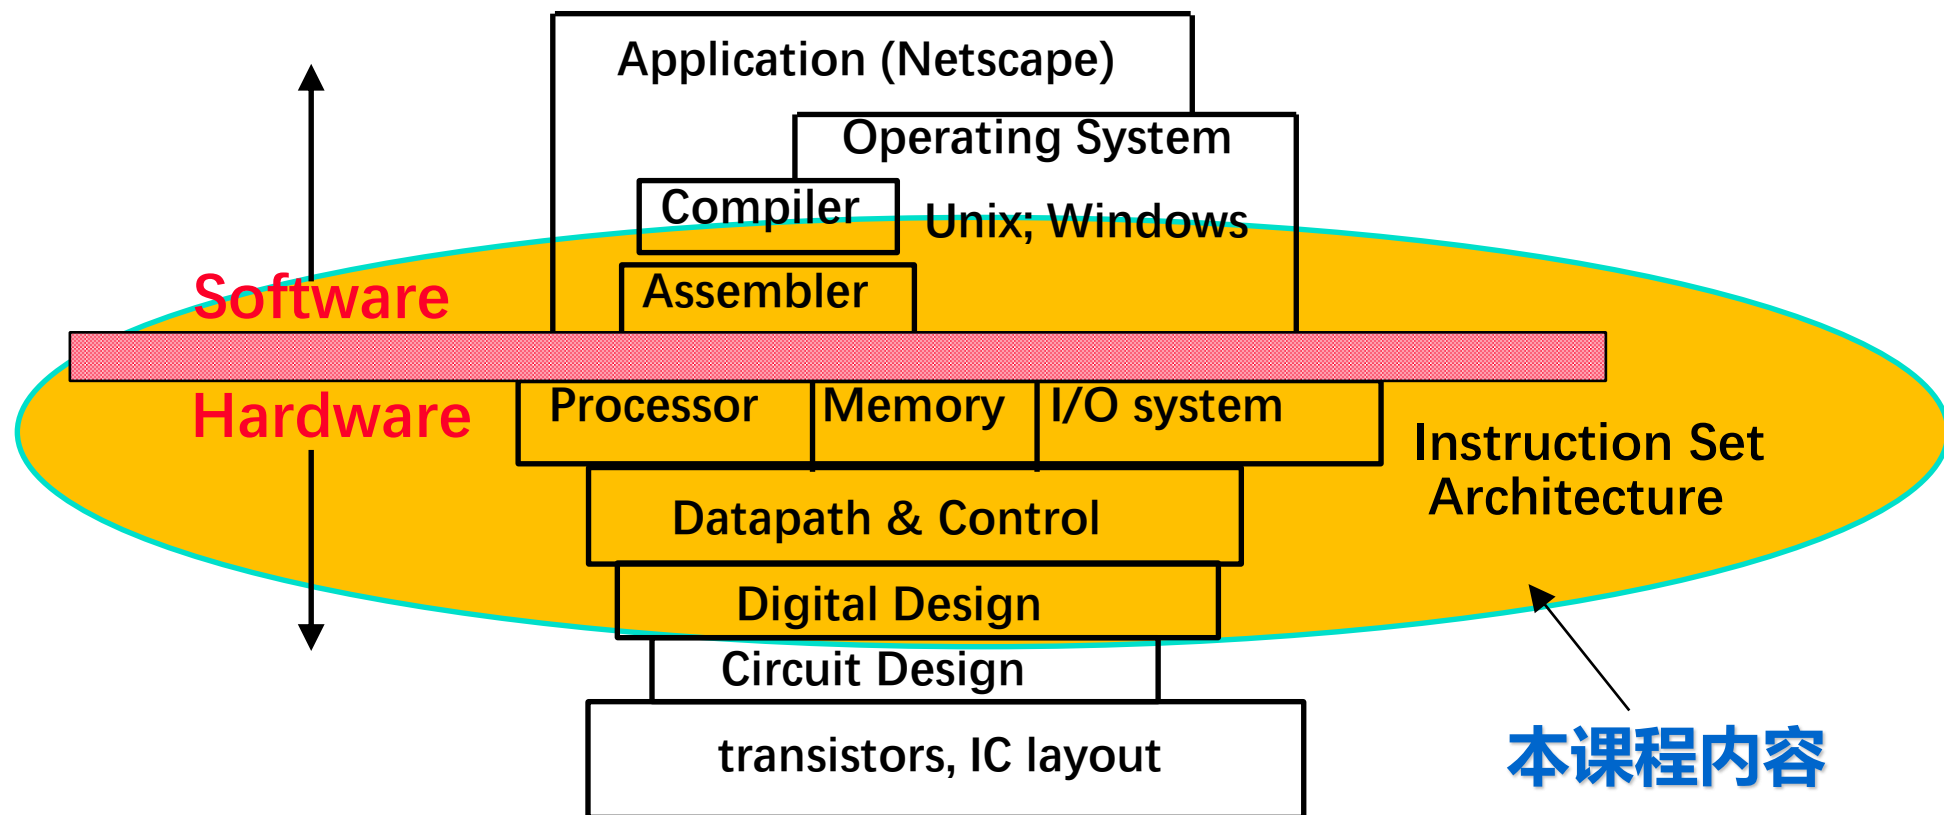 Application (Netscape)
Operating System
Compiler
Unix; Windows
Assembler
Software
Hardware
Processor
Memory
I/O system
Instruction Set
Architecture
Datapath & Control
Digital Design
Circuit Design
transistors, IC layout
本课程内容